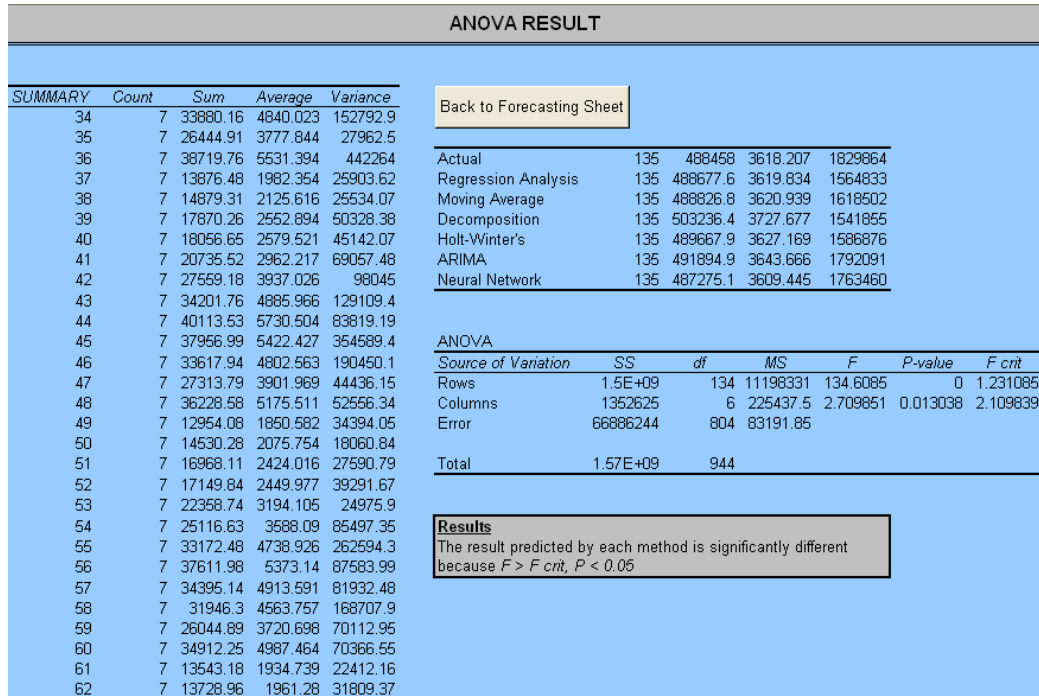 ANOVA RESULT
SUMMARY Count Sum Average Variance
34 7 33880.16 4840.023 152792.9
35 7 26444.91 3777.844 27962.5
36 7 38719.76 5531.394 442264
37 7 13876.48 1982.354 25903.62
38 7 14879.31 2125.616 25534.07
39 7 17870.26 2552.894 50328.38
40 7 18056.65 2579.521 45142.07
41 7 20735.52 2962.217 69057.48
42 7 27559.18 3937.026 98045
43 7 34201.76 4885.966 129109.4
44 7 40113.53 5730.504 83819.19
45 7 37956.99 5422.427 354589.4
46 7 33617.94 4802.563 190450.1
47 7 27313.79 3901.969 44436.15
48 7 36228.58 5175.511 52556.34
49 7 12954.08 1850.582 34394.05
50 7 14530.28 2075.754 18060.84
51 7 16968.11 2424.016 27590.79
52 7 17149.84 2449.977 39291.67
53 7 22358.74 3194.105 24975.9
54 7 25116.63 3588.09 85497.35
55 7 33172.48 4738.926 262594.3
56 7 37611.98 5373.14 87583.99
57 7 34395.14 4913.591 81932.48
58 7 31946.3 4563.757 168707.9
59 7 26044.89 3720.698 70112.95
60 7 34912.25 4987.464 70366.55
61 7 13543.18 1934.739 22412.16
62 7 13728.96 1961.28 31809.37
Back to Forecasting Sheet
Actual 135 488458 3618.207 1829864
Regression Analysis 135 488677.6 3619.834 1564833
Moving Average 135 488826.8 3620.939 1618502
Decomposition 135 503236.4 3727.677 1541855
Holt-Winter's 135 489667.9 3627.169 1586876
ARIMA 135 491894.9 3643.666 1792091
Neural Network 135 487275.1 3609.445 1763460
ANOVA
Source of Variation SS df MS F P-value F crit
Rows 1.5E+09 134 11198331 134.6085 0 1.231085
Columns 1352625 6 225437.5 2.709851 0.013038 2.109839
Error 66886244 804 83191.85
Total 1.57E+09 944
Results
The result predicted by each method is significantly different
because F > F crit, P < 0.05